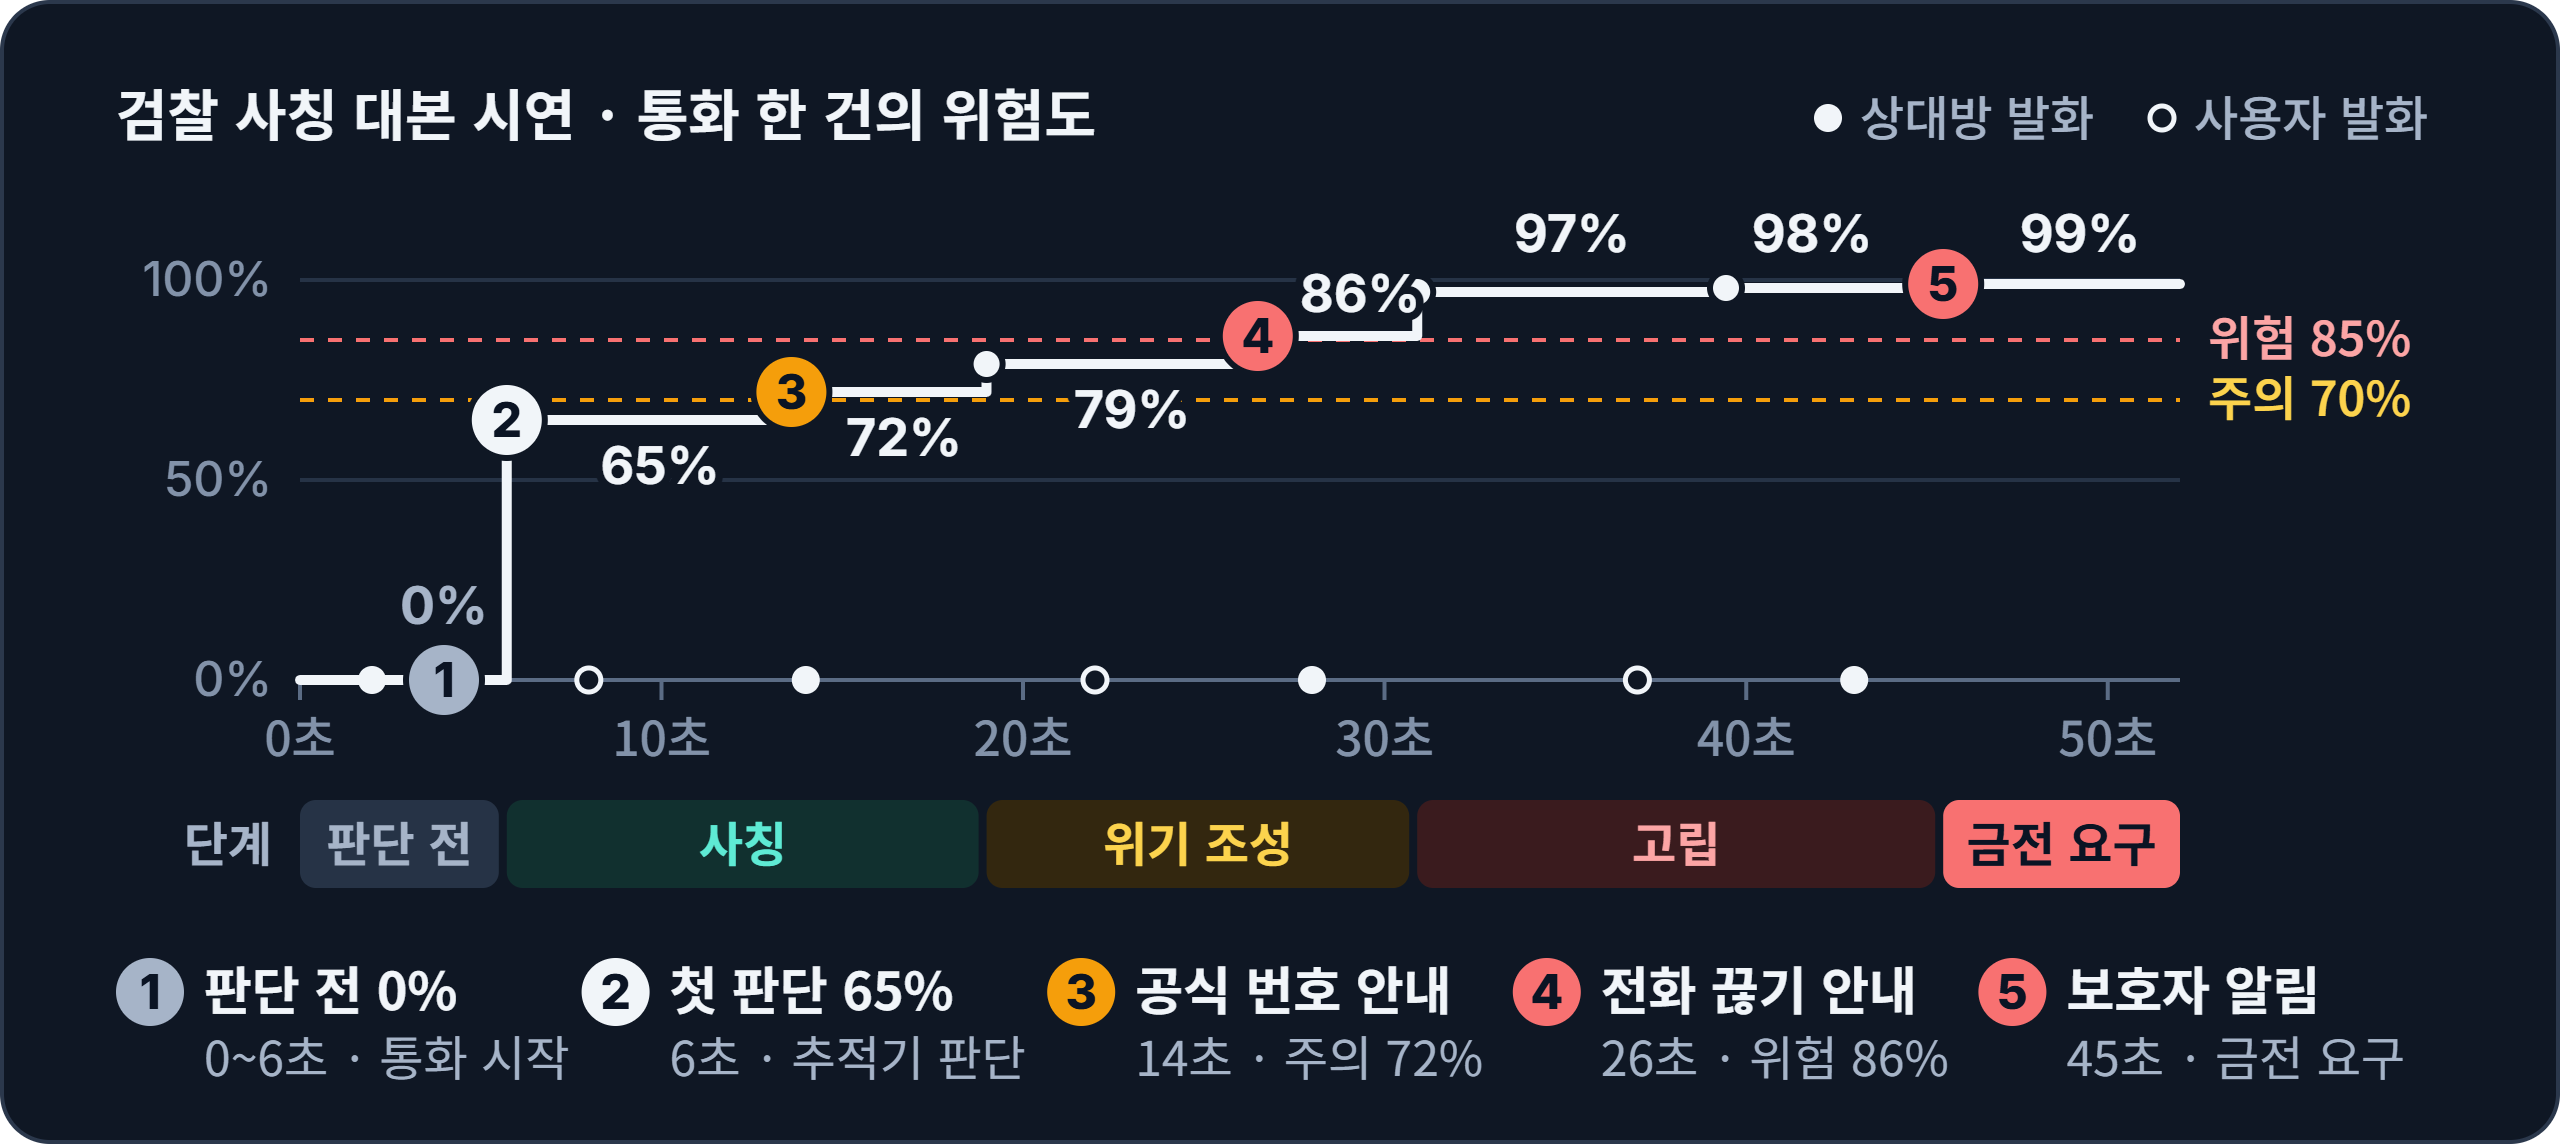 검찰 사칭 대본 시연 · 통화 한 건의 위험도
상대방 발화
사용자 발화
97%
98%
99%
100%
86%
5
4
위험 85%
3
주의 70%
2
79%
72%
65%
50%
0%
0%
1
0초
10초
20초
30초
40초
50초
단계
판단 전
사칭
위기 조성
고립
금전 요구
1 판단 전 0%
0~6초 · 통화 시작
2 첫 판단 65%
6초 · 추적기 판단
3 공식 번호 안내
14초 · 주의 72%
4 전화 끊기 안내
26초 · 위험 86%
5 보호자 알림
45초 · 금전 요구